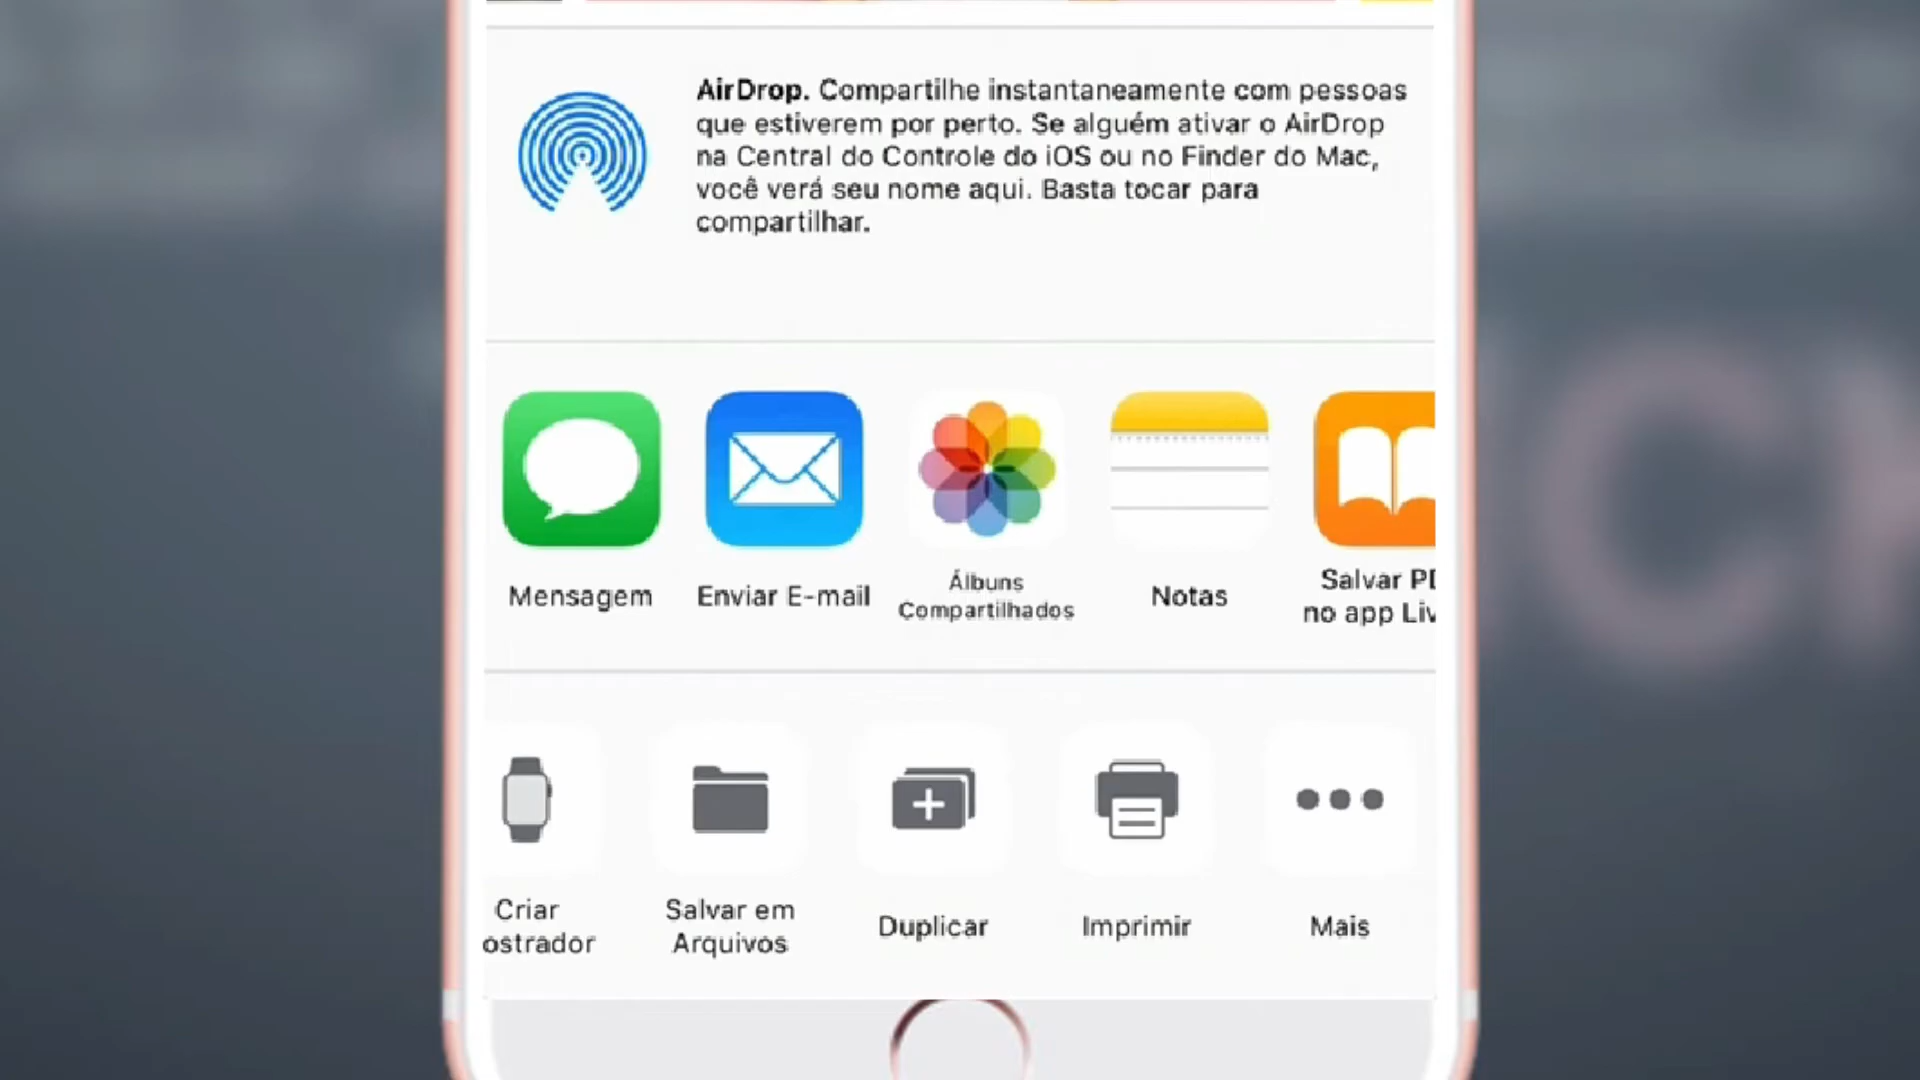 AirDrop. Compartilhe instantaneamente com pessoas
que estiverem por perto. Se alguém ativar o AirDrop
na Central do Controle do iOS ou no Finder do Mac,
você verá seu nome aqui. Basta tocar para
compartilhar.
Mensagem
Enviar E-mail
Álbuns
Compartilhados
Notas
Salvar PD
no app Liv
Criar
ostrador
Salvar em
Arquivos
Duplicar
Imprimir
Mais